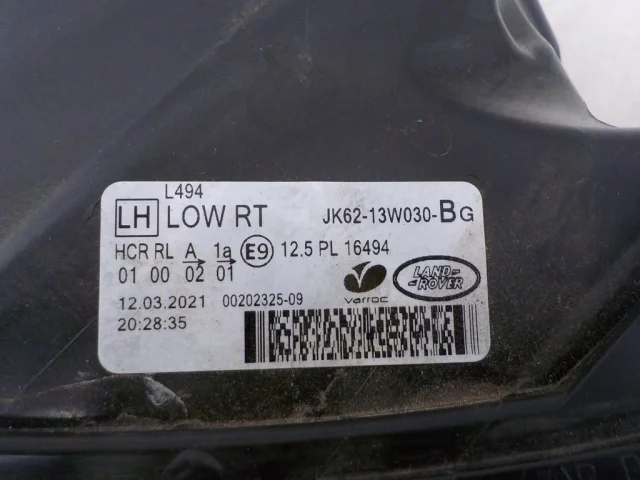 L494
LH LOW RT JK62-13W030-BG
HCR RL A 1a E9 12.5 PL 16494
01 00 02 01
12.03.2021 00202325-09 varroc LAND-ROVER
20:28:35